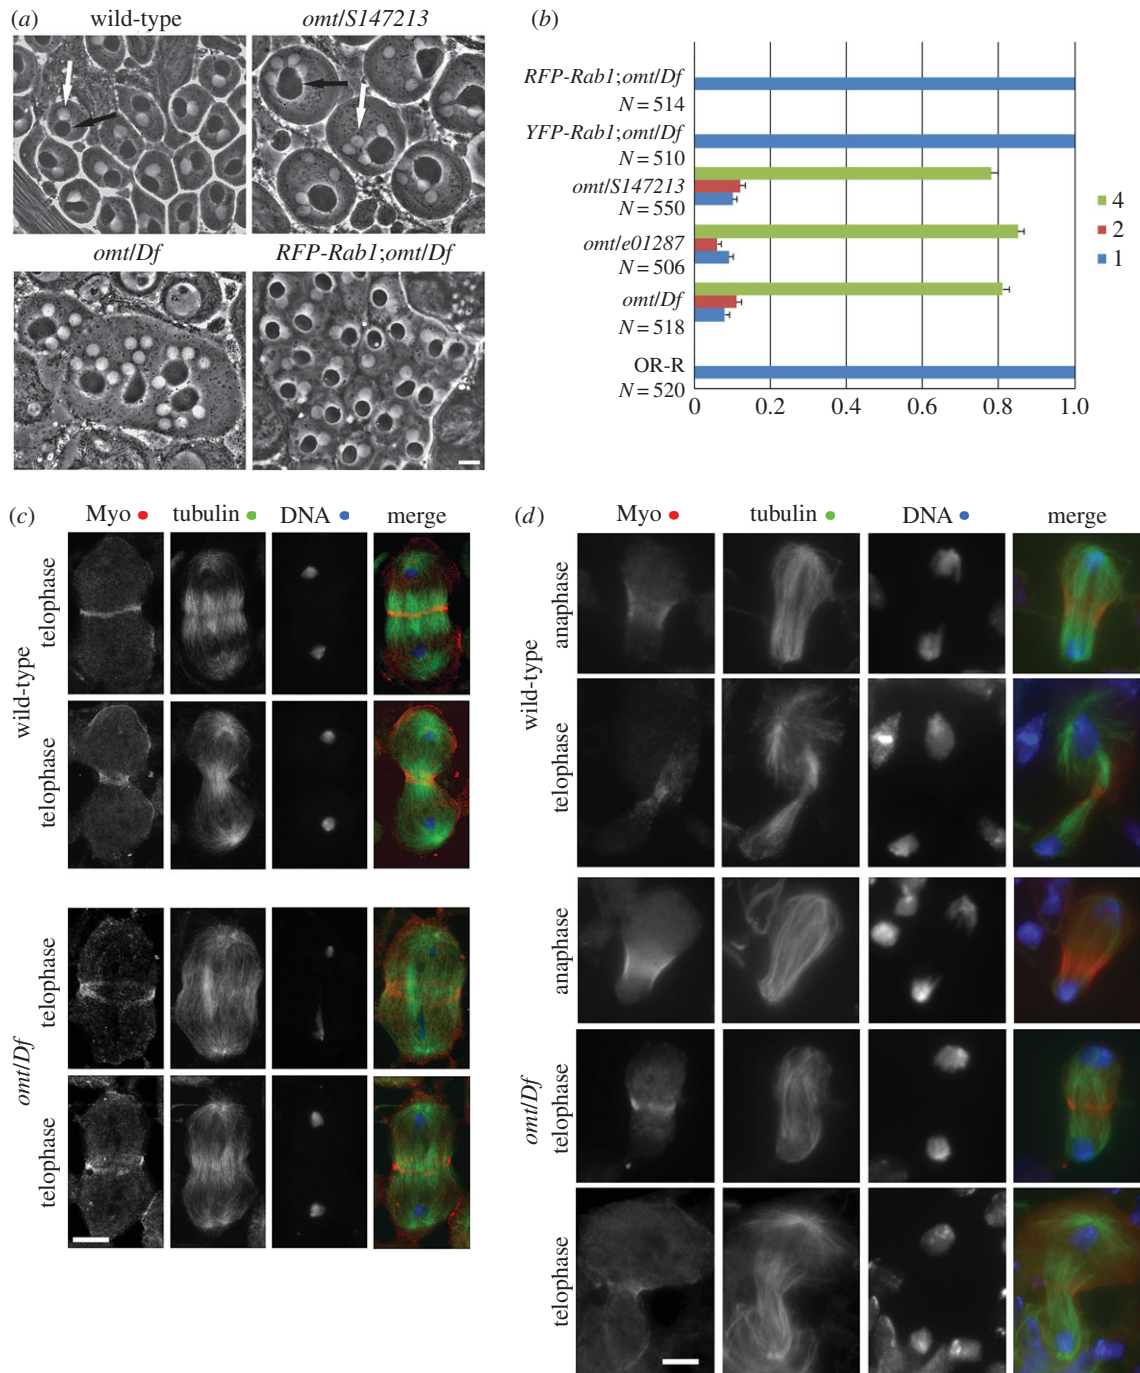 (a)
wild-type
omt/S147213
omt/Df
RFP-Rab1;omt/Df
(b)
RFP-Rab1;omt/Df
N = 514
YFP-Rab1;omt/Df
N = 510
omt/S147213
N = 550
omt/e01287
N = 506
omt/Df
N = 518
OR-R
N = 520
0 0.2 0.4 0.6 0.8 1.0
4
2
1
(c)
Myo tubulin DNA merge
wild-type
telophase
telophase
omt/Df
telophase
telophase
(d)
Myo tubulin DNA merge
wild-type
anaphase
telophase
omt/Df
anaphase
telophase
telophase